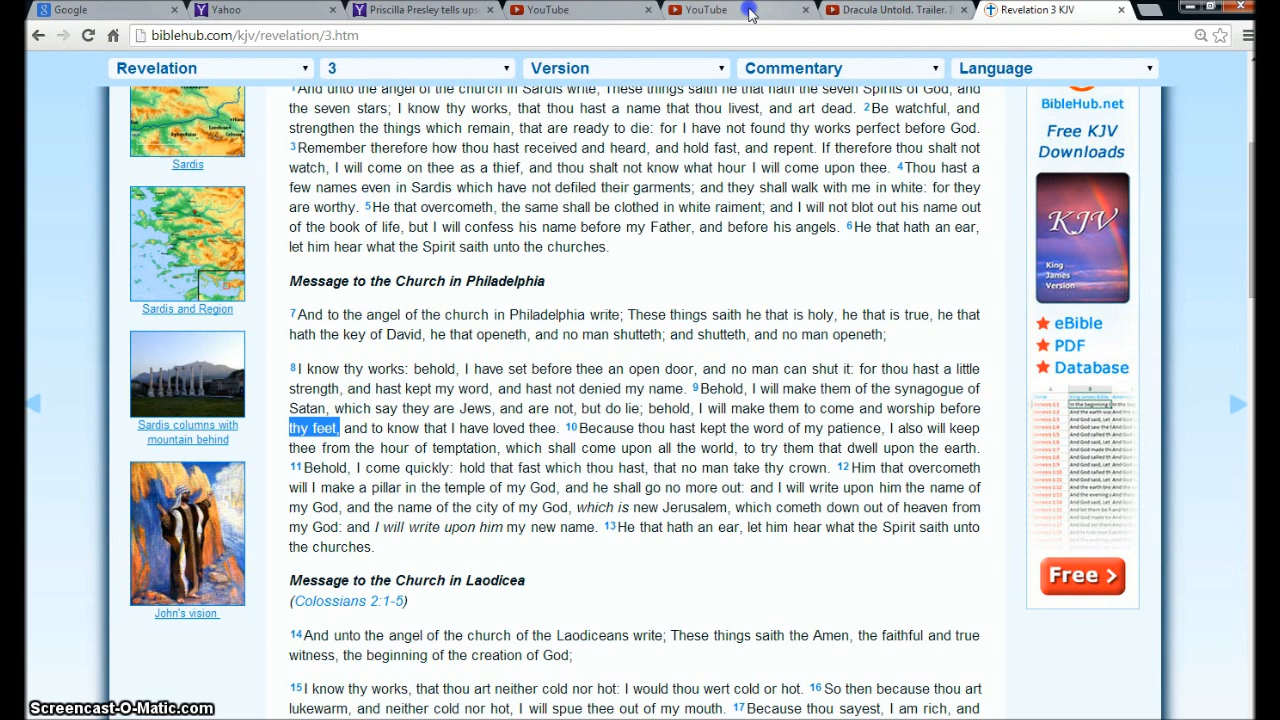 Google
Yahoo
Priscilla Presley tells ups
YouTube
YouTube
Dracula Untold. Trailer.
Revelation 3 KJV
biblehub.com/kjv/revelation/3.htm
Revelation
3
Version
Commentary
Language
1And unto the angel of the church in Sardis write; These things saith he that hath the seven Spirits of God, and
the seven stars; I know thy works, that thou hast a name that thou livest, and art dead. 2Be watchful, and
strengthen the things which remain, that are ready to die: for I have not found thy works perfect before God.
3Remember therefore how thou hast received and heard, and hold fast, and repent. If therefore thou shalt not
watch, I will come on thee as a thief, and thou shalt not know what hour I will come upon thee. 4Thou hast a
few names even in Sardis which have not defiled their garments; and they shall walk with me in white: for they
are worthy. 5He that overcometh, the same shall be clothed in white raiment; and I will not blot out his name out
of the book of life, but I will confess his name before my Father, and before his angels. 6He that hath an ear,
let him hear what the Spirit saith unto the churches.
Message to the Church in Philadelphia
7And to the angel of the church in Philadelphia write; These things saith he that is holy, he that is true, he that
hath the key of David, he that openeth, and no man shutteth; and shutteth, and no man openeth;
8I know thy works: behold, I have set before thee an open door, and no man can shut it: for thou hast a little
strength, and hast kept my word, and hast not denied my name. 9Behold, I will make them of the synagogue of
Satan, which say they are Jews, and are not, but do lie; behold, I will make them to come and worship before
thy feet, and to know that I have loved thee. 10Because thou hast kept the word of my patience, I also will keep
thee from the hour of temptation, which shall come upon all the world, to try them that dwell upon the earth.
11Behold, I come quickly: hold that fast which thou hast, that no man take thy crown. 12Him that overcometh
will I make a pillar in the temple of my God, and he shall go no more out: and I will write upon him the name of
my God, and the name of the city of my God, which is new Jerusalem, which cometh down out of heaven from
my God: and I will write upon him my new name. 13He that hath an ear, let him hear what the Spirit saith unto
the churches.
Message to the Church in Laodicea
(Colossians 2:1-5)
14And unto the angel of the church of the Laodiceans write; These things saith the Amen, the faithful and true
witness, the beginning of the creation of God;
15I know thy works, that thou art neither cold nor hot: I would thou wert cold or hot. 16So then because thou art
lukewarm, and neither cold nor hot, I will spue thee out of my mouth. 17Because thou sayest, I am rich, and
Sardis
Sardis and Region
Sardis columns with
mountain behind
John's vision
BibleHub.net
Free KJV
Downloads
KJV
King
James
Version
eBible
PDF
Database
Free >
Screencast-O-Matic.com